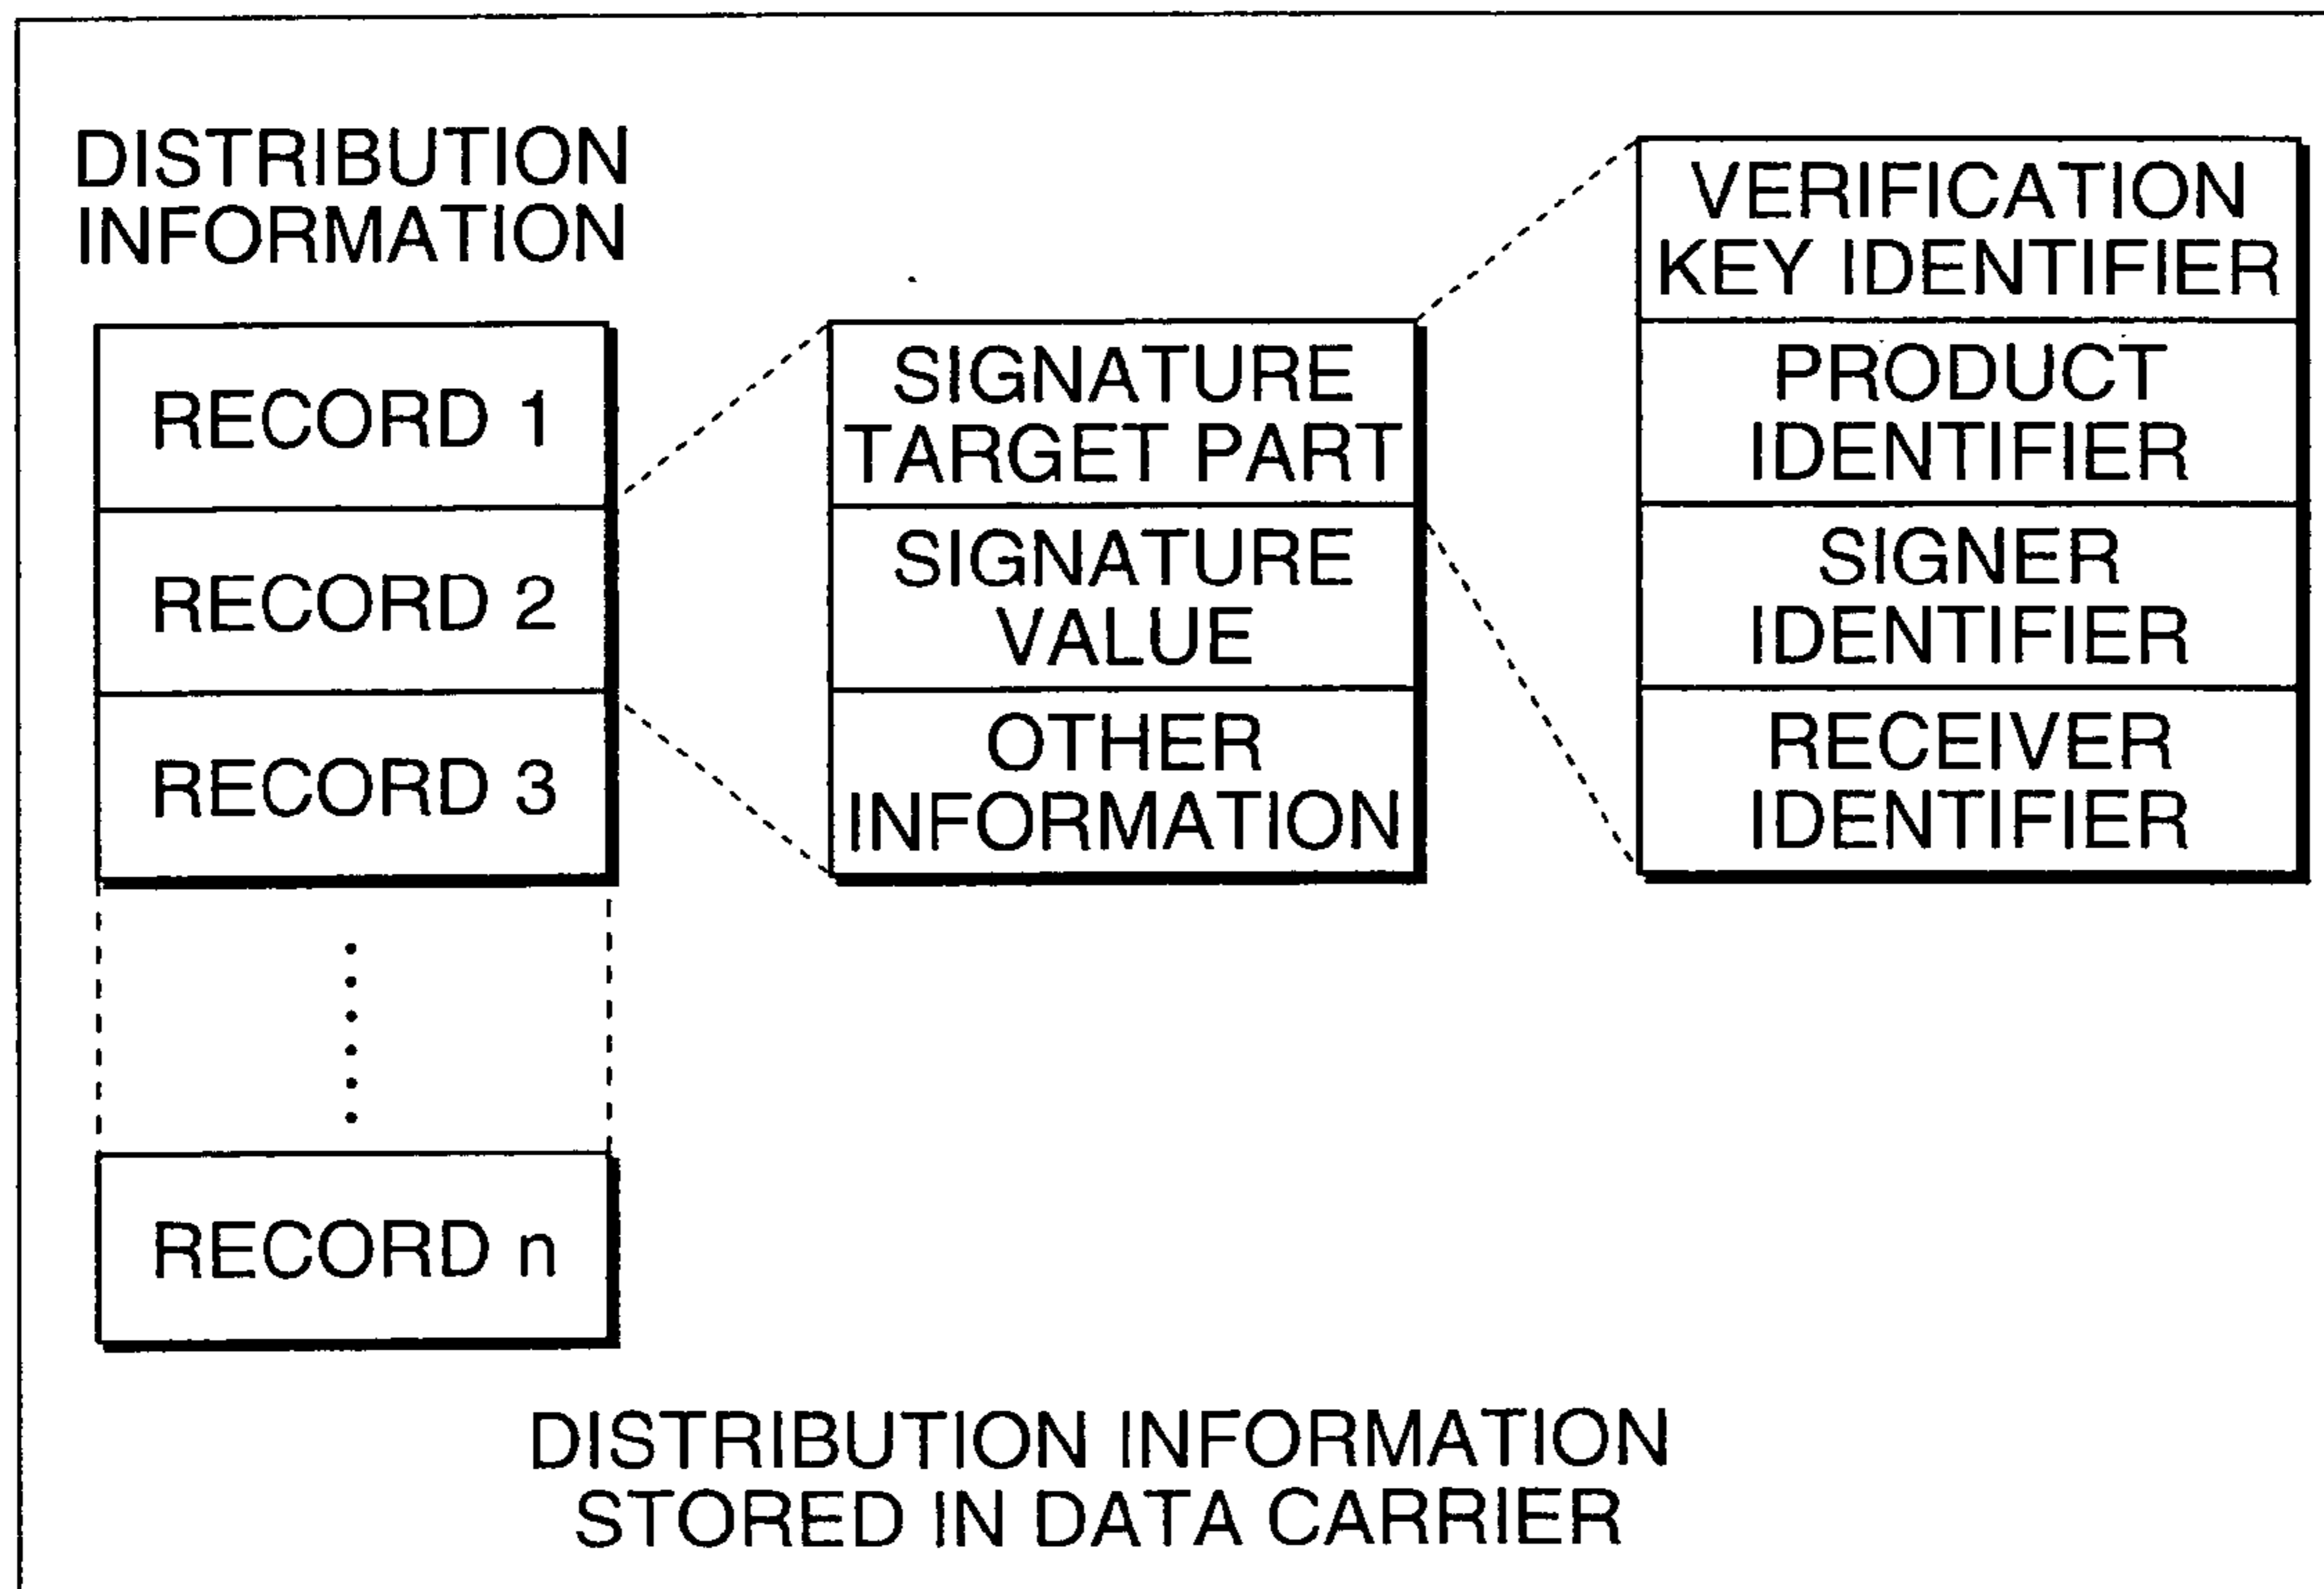 DISTRIBUTION
INFORMATION
RECORD 1
RECORD 2
RECORD 3
RECORD n
SIGNATURE
TARGET PART
SIGNATURE
VALUE
OTHER
INFORMATION
VERIFICATION
KEY IDENTIFIER
PRODUCT
IDENTIFIER
SIGNER
IDENTIFIER
RECEIVER
IDENTIFIER
DISTRIBUTION INFORMATION
STORED IN DATA CARRIER